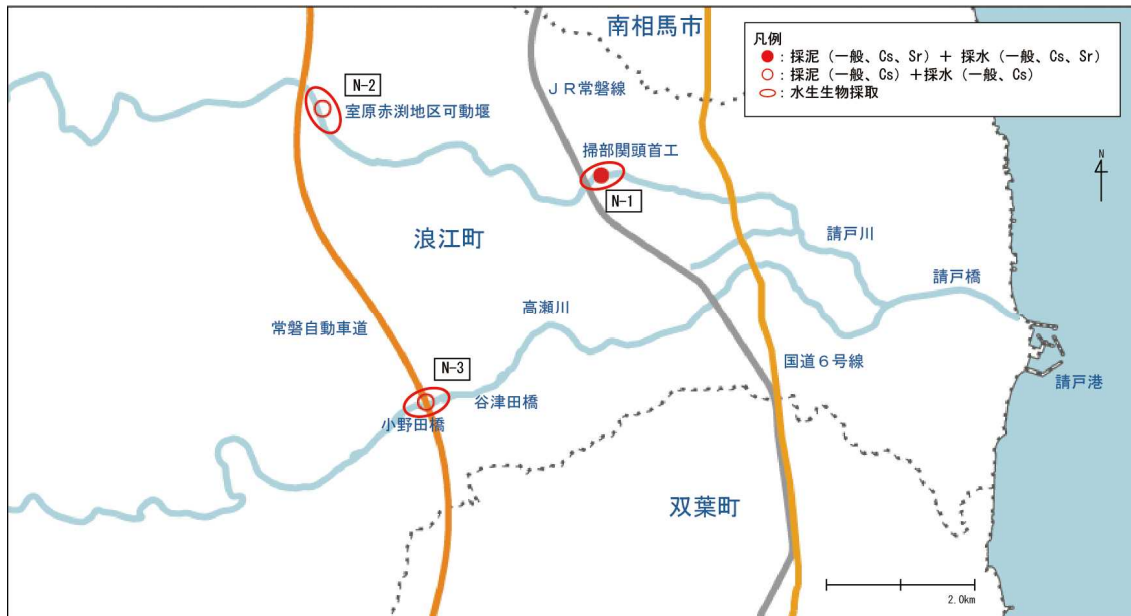 南相馬市
凡例
：採泥（一般、Cs、Sr）＋ 採水（一般、Cs、Sr）
：採泥（一般、Cs）＋採水（一般、Cs）
：水生生物採取
N-2
室原赤渕地区可動堰
ＪＲ常磐線
掃部関頭首工
N-1
N
浪江町
請戸川
請戸橋
高瀬川
常磐自動車道
国道６号線
請戸港
N-3
谷津田橋
小野田橋
双葉町
2.0km